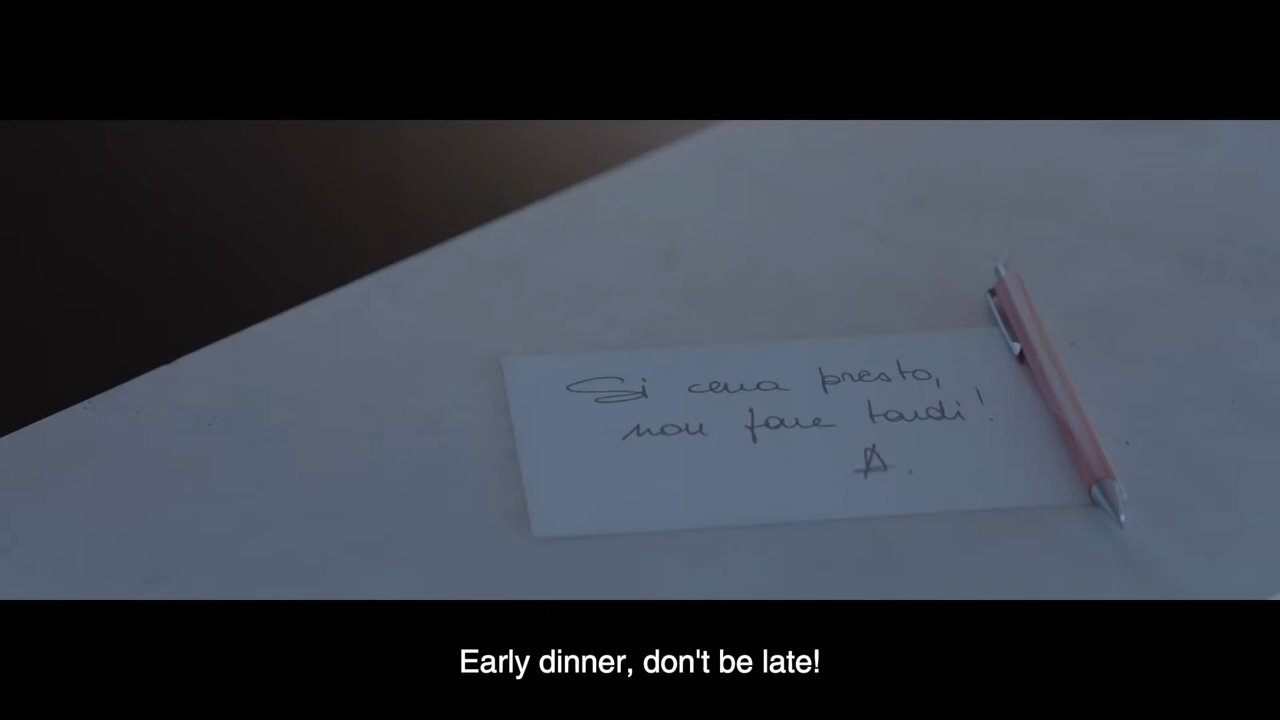 Si cena presto,
non fare tardi!
A.
Early dinner, don't be late!